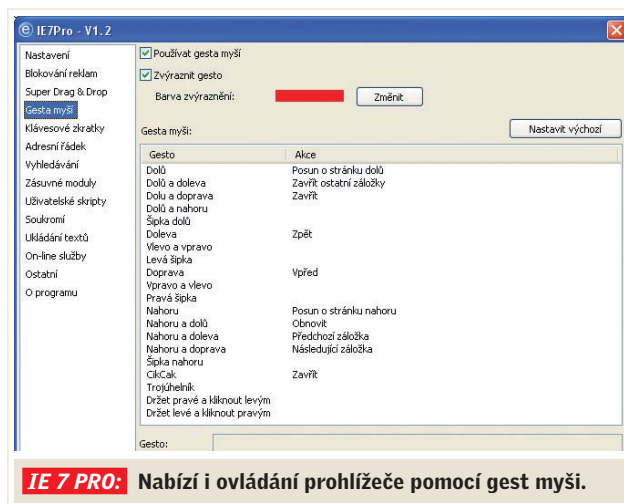 IE7Pro - V1.2
Nastavení
Blokování reklam
Super Drag & Drop
Gesta myší
Klávesové zkratky
Adresní řádek
Vyhledávání
Zásuvné moduly
Uživatelské skripty
Soukromí
Ukládání textů
On-line služby
Ostatní
O programu
Používat gesta myší
Zvýraznit gesto
Barva zvýraznění: Změnit
Gesta myši: Nastavit výchozí
Gesto Akce
Dolů Posun o stránku dolů
Dolů a doleva Zavřít ostatní záložky
Dolu a doprava Zavřít
Dolů a nahoru
Šipka dolů
Doleva Zpět
Vlevo a vpravo
Levá šipka
Doprava Vpřed
Vpravo a vlevo
Pravá šipka
Nahoru Posun o stránku nahoru
Nahoru a dolů Obnovit
Nahoru a doleva Předchozí záložka
Nahoru a doprava Následující záložka
Šipka nahoru
CikCak Zavřít
Trojúhelník
Držet pravé a kliknout levým
Držet levé a kliknout pravým
Gesto:
IE 7 PRO: Nabízí i ovládání prohlížeče pomocí gest myši.